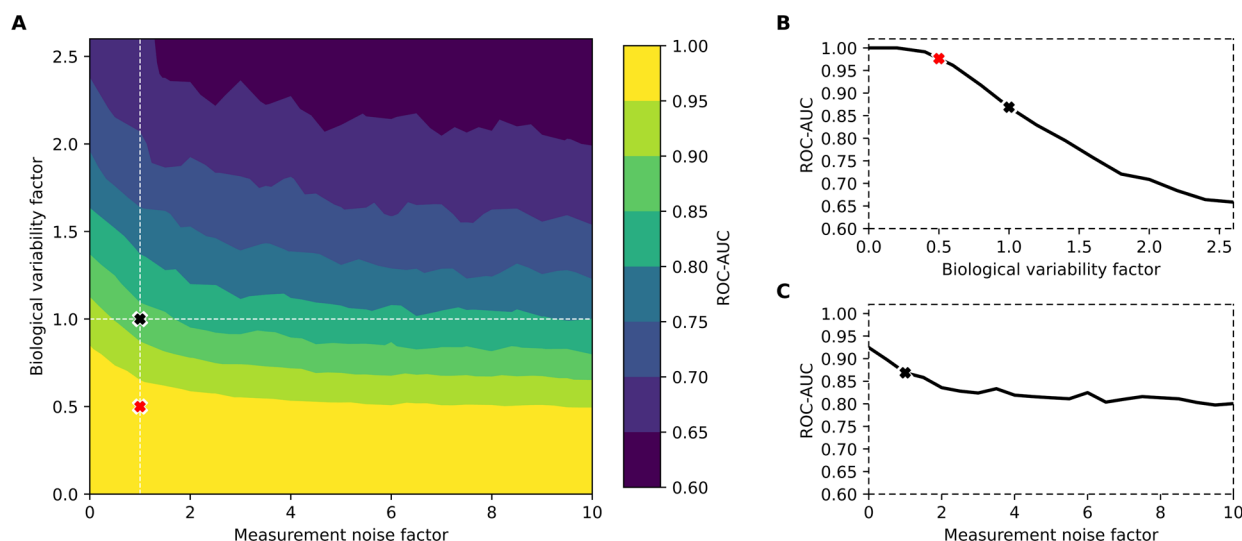 A
2.5
2.0
1.5
1.0
0.5
0.0
Biological variability factor
0 2 4 6 8 10
Measurement noise factor
1.00
0.95
0.90
0.85
0.80
0.75
0.70
0.65
0.60
ROC-AUC
B
1.00
0.95
0.90
0.85
0.80
0.75
0.70
0.65
0.60
ROC-AUC
0.0 0.5 1.0 1.5 2.0 2.5
Biological variability factor
C
1.00
0.95
0.90
0.85
0.80
0.75
0.70
0.65
0.60
ROC-AUC
0 2 4 6 8 10
Measurement noise factor